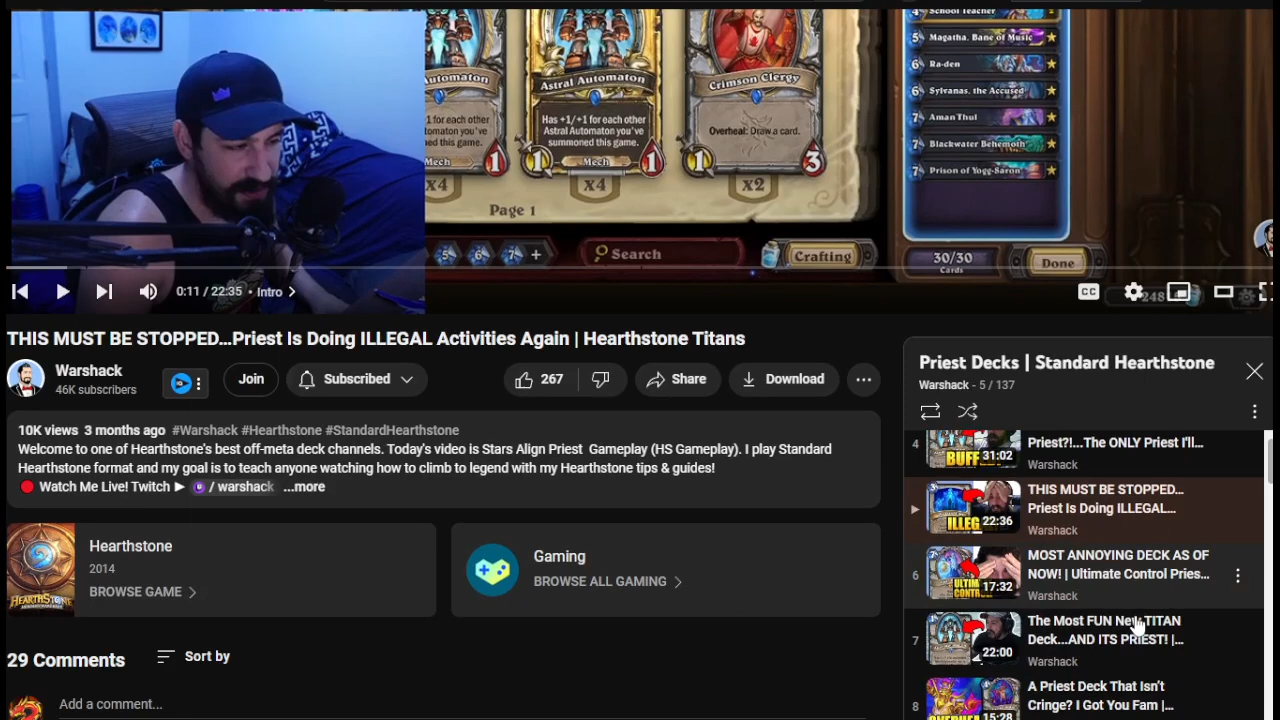 4 School Teacher
5 Magatha, Bane of Music
6 Ra-den
6 Sylvanas, the Accused
7 Aman'Thul
7 Blackwater Behemoth
7 Prison of Yogg-Saron
30/30
Cards
Done
Automaton
Mech
1
x4
Astral Automaton
Has +1/+1 for each other
Astral Automaton you've
summoned this game.
Mech
1 1
x4
Crimson Clergy
Overheal: Draw a card.
1 3
x2
Page 1
5 6 7 +
Search
Crafting
0:11 / 22:35 • Intro
CC
THIS MUST BE STOPPED...Priest Is Doing ILLEGAL Activities Again | Hearthstone Titans
Warshack
46K subscribers
Join
Subscribed
267
Share
Download
10K views 3 months ago #Warshack #Hearthstone #StandardHearthstone
Welcome to one of Hearthstone's best off-meta deck channels. Today's video is Stars Align Priest Gameplay (HS Gameplay). I play Standard
Hearthstone format and my goal is to teach anyone watching how to climb to legend with my Hearthstone tips & guides!
Watch Me Live! Twitch ► / warshack ...more
HEARTHSTONE
Hearthstone
2014
BROWSE GAME
Gaming
BROWSE ALL GAMING
29 Comments
Sort by
Add a comment...
Priest Decks | Standard Hearthstone
Warshack - 5 / 137
4
BUFF
31:02
Priest?!...The ONLY Priest I'll...
Warshack
ILLEG
22:36
THIS MUST BE STOPPED...
Priest Is Doing ILLEGAL...
Warshack
6
ULTIM
CONTR
17:32
MOST ANNOYING DECK AS OF
NOW! | Ultimate Control Pries...
Warshack
7
22:00
The Most FUN New TITAN
Deck...AND ITS PRIEST! |...
Warshack
8
OVERHEA
15:28
A Priest Deck That Isn't
Cringe? I Got You Fam |...